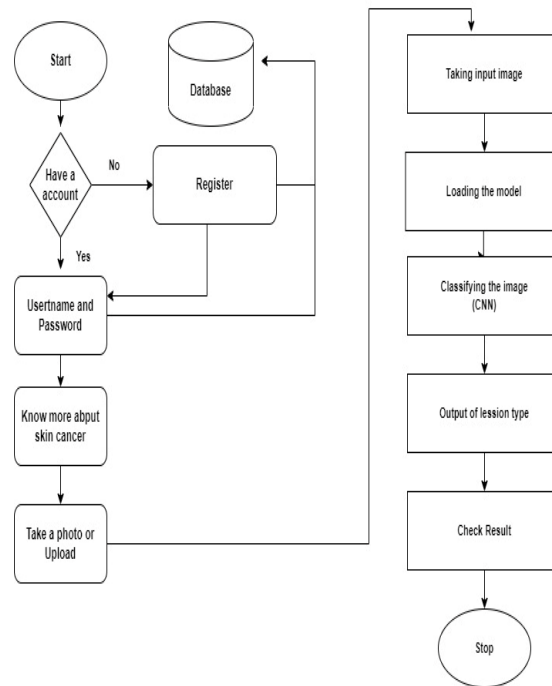 Start
Database
Have a
account
No
Register
Yes
Usertname and
Password
Know more abput
skin cancer
Take a photo or
Upload
Taking input image
Loading the model
Classifying the image
(CNN)
Output of lession type
Check Result
Stop